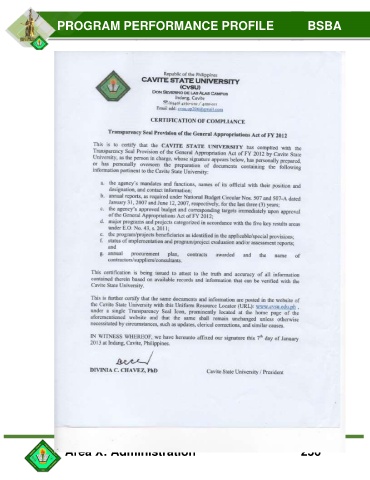 PROGRAM PERFORMANCE PROFILE BSBA
Republic of the Philippines
CAVITE STATE UNIVERSITY
(CvSU)
DON SEVERINO DE LAS ALAS CAMPUS
Indang, Cavite
CERTIFICATION OF COMPLIANCE
Transparency Seal Provision of the General Appropriations Act of FY 2012
This is to certify that the CAVITE STATE UNIVERSITY has complied with the
Transparency Seal Provision of the General Appropriations Act of FY 2012 by Cavite State
University, as the person in charge, whose signature appears below, has personally prepared,
or has personally overseen the preparation of documents containing the following
information pertinent to the Cavite State University:
a. the agency's mandates and functions, names of its official with their position and
designation, and contact information;
b. annual reports, as required under National Budget Circular Nos. 507 and 507-A dated
January 31, 2007 and June 12, 2007, respectively, for the last three (3) years;
c. the agency's approved budget and corresponding targets immediately upon approval
of the General Appropriations Act of FY 2012;
d. major programs and projects categorized in accordance with the five key results areas
under E.O. No. 43, s. 2011;
e. the program/projects beneficiaries as identified in the applicable/special provisions;
f. status of implementation and program/project evaluation and/or assessment reports;
and
g. annual procurement plan, contracts awarded and the name of
contractors/suppliers/consultants.
This certification is being issued to attest to the truth and accuracy of all information
contained therein based on available records and information that can be verified with the
Cavite State University.
This is further certify that the same documents and information are posted in the website of
the Cavite State University with this Uniform Resource Locator (URL): www.cvsu.edu.ph,
under a single Transparency Seal Icon, prominently located at the home page of the
aforementioned website and that the same shall remain unchanged unless otherwise
necessitated by circumstances, such as updates, clerical corrections, and similar causes.
IN WITNESS WHEREOF, we have hereunto affixed our signature this 7th day of January
2013 at Indang, Cavite, Philippines.
DIVINIA C. CHAVEZ, PhD Cavite State University / President
Area X: Administration 256